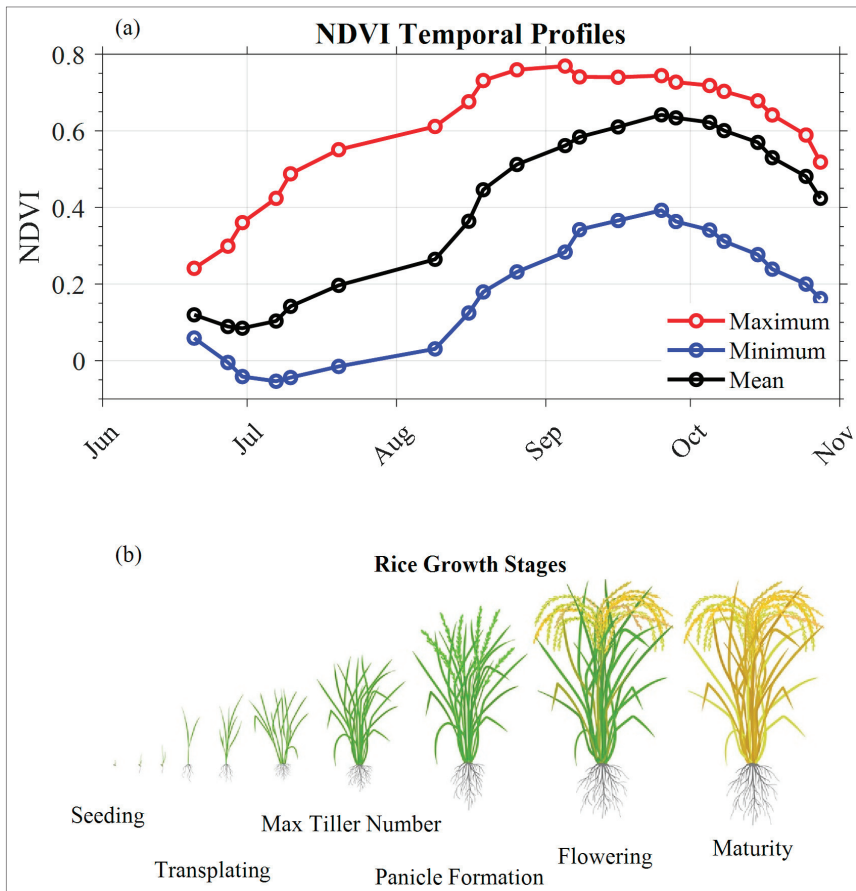 (a)
NDVI Temporal Profiles
0.8
0.6
0.4
0.2
0
NDVI
Maximum
Minimum
Mean
Jun
Jul
Aug
Sep
Oct
Nov
(b)
Rice Growth Stages
Seeding
Max Tiller Number
Transplating
Panicle Formation
Flowering
Maturity